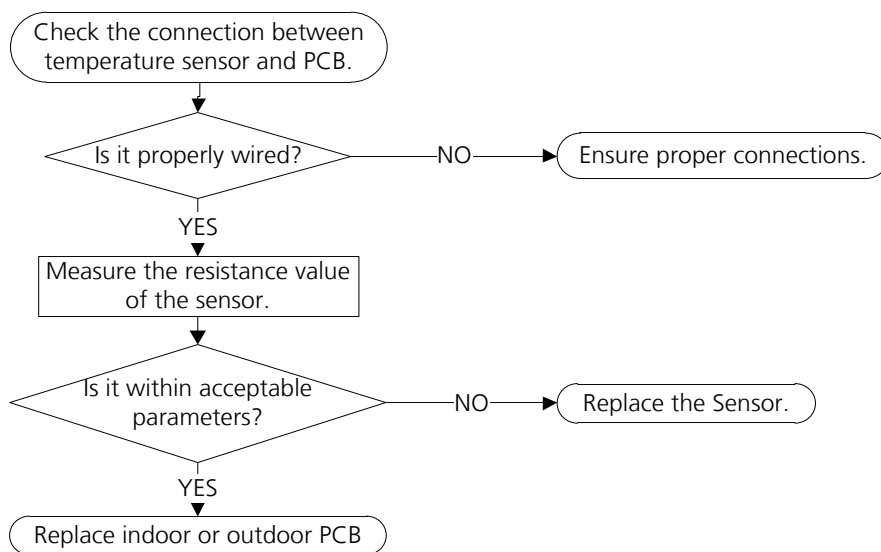 Check the connection between
temperature sensor and PCB.
Is it properly wired?
NO
Ensure proper connections.
YES
Measure the resistance value
of the sensor.
Is it within acceptable
parameters?
NO
Replace the Sensor.
YES
Replace indoor or outdoor PCB